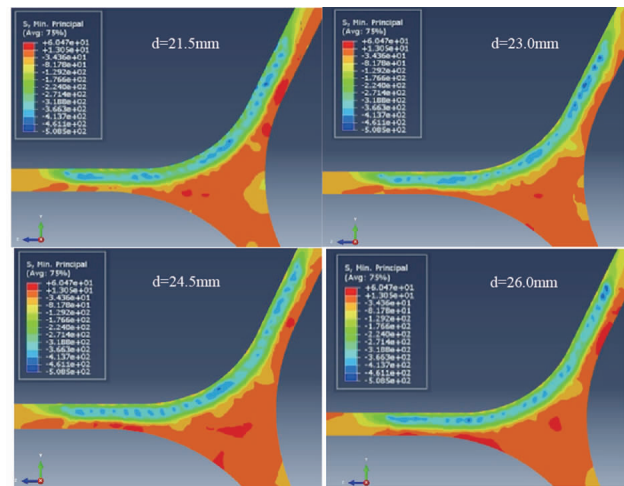 S, Min. Principal
(Avg: 75%)
+6.047e+01
+1.305e+01
-3.436e+01
-8.178e+01
-1.292e+02
-1.766e+02
-2.240e+02
-2.714e+02
-3.188e+02
-3.663e+02
-4.137e+02
-4.611e+02
-5.085e+02
d=21.5mm
S, Min. Principal
(Avg: 75%)
+6.047e+01
+1.305e+01
-3.436e+01
-8.178e+01
-1.292e+02
-1.766e+02
-2.240e+02
-2.714e+02
-3.188e+02
-3.663e+02
-4.137e+02
-4.611e+02
-5.085e+02
d=23.0mm
S, Min. Principal
(Avg: 75%)
+6.047e+01
+1.305e+01
-3.436e+01
-8.178e+01
-1.292e+02
-1.766e+02
-2.240e+02
-2.714e+02
-3.188e+02
-3.663e+02
-4.137e+02
-4.611e+02
-5.085e+02
d=24.5mm
S, Min. Principal
(Avg: 75%)
+6.047e+01
+1.305e+01
-3.436e+01
-8.178e+01
-1.292e+02
-1.766e+02
-2.240e+02
-2.714e+02
-3.188e+02
-3.663e+02
-4.137e+02
-4.611e+02
-5.085e+02
d=26.0mm